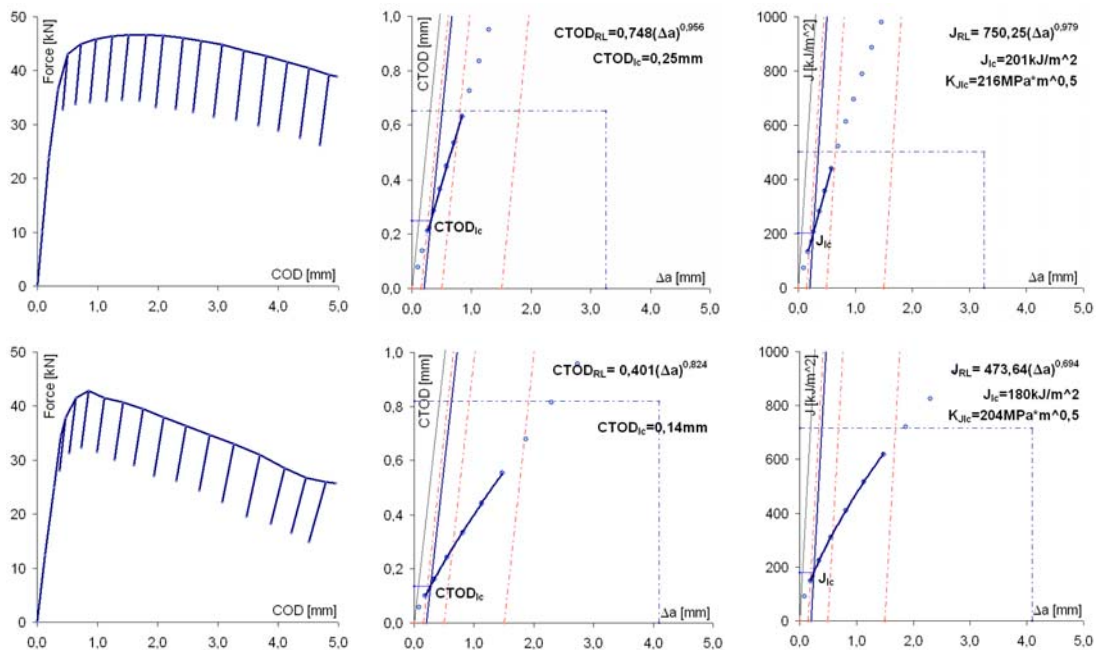 50
40
30
20
10
0
Force [kN]
COD [mm]
0,0 1,0 2,0 3,0 4,0 5,0
1,0
0,8
0,6
0,4
0,2
0,0
CTOD [mm]
CTOD_RL=0,748(Δa)^0,956
CTOD_Ic=0,25mm
CTOD_Ic
Δa [mm]
0,0 1,0 2,0 3,0 4,0 5,0
1000
800
600
400
200
0
J [kJ/m^2]
J_RL = 750,25(Δa)^0,979
J_Ic=201kJ/m^2
K_JIc=216MPa*m^0,5
J_Ic
Δa [mm]
0,0 1,0 2,0 3,0 4,0 5,0
50
40
30
20
10
0
Force [kN]
COD [mm]
0,0 1,0 2,0 3,0 4,0 5,0
1,0
0,8
0,6
0,4
0,2
0,0
CTOD [mm]
CTOD_RL= 0,401(Δa)^0,824
CTOD_Ic=0,14mm
CTOD_Ic
Δa [mm]
0,0 1,0 2,0 3,0 4,0 5,0
1000
800
600
400
200
0
J [kJ/m^2]
J_RL = 473,64(Δa)^0,694
J_Ic=180kJ/m^2
K_JIc=204MPa*m^0,5
J_Ic
Δa [mm]
0,0 1,0 2,0 3,0 4,0 5,0